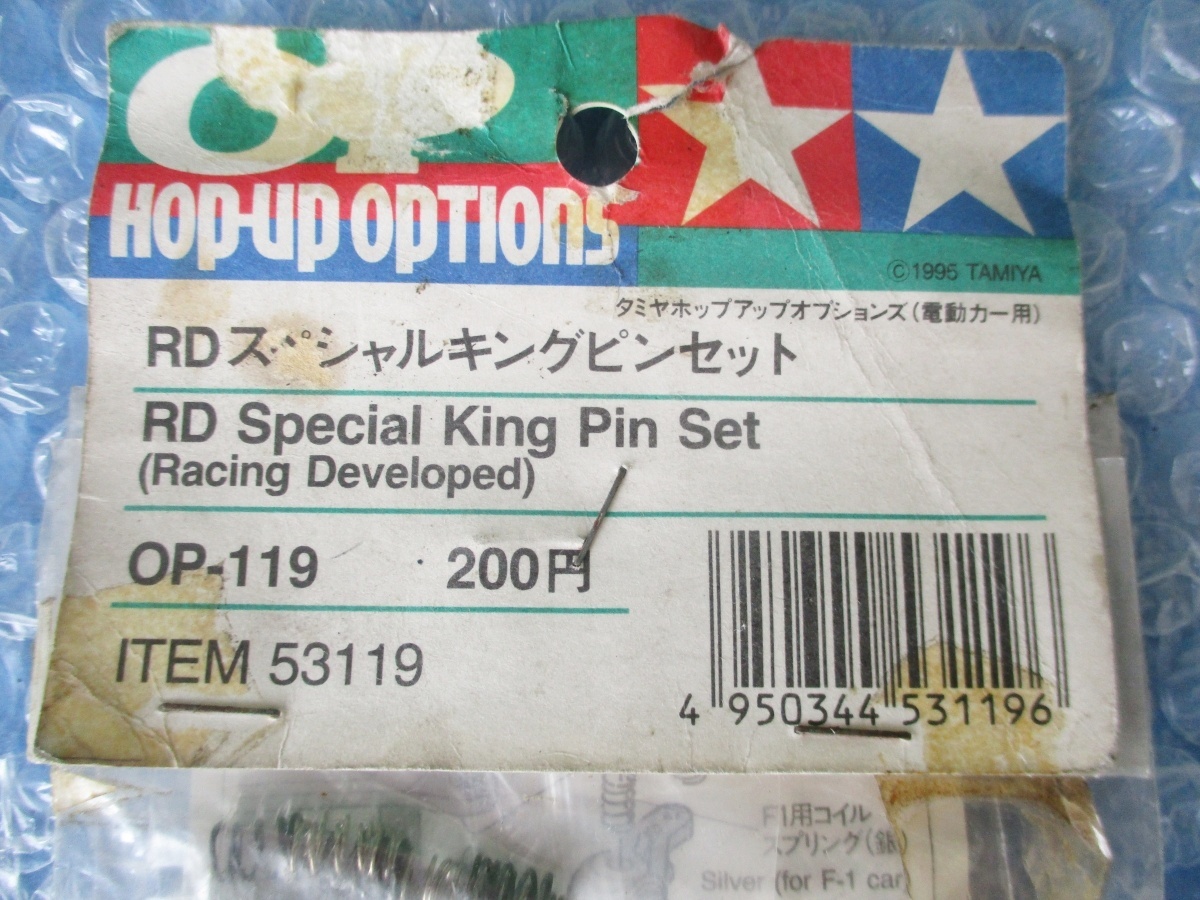 OP
HOP-UP OPTIONS
©1995 TAMIYA
タミヤホップアップオプションズ(電動カー用)
RDスペシャルキングピンセット
RD Special King Pin Set
(Racing Developed)
OP-119 200円
ITEM 53119
4 950344 531196
F1用コイル
スプリング(銀)
Silver (for F-1 car)